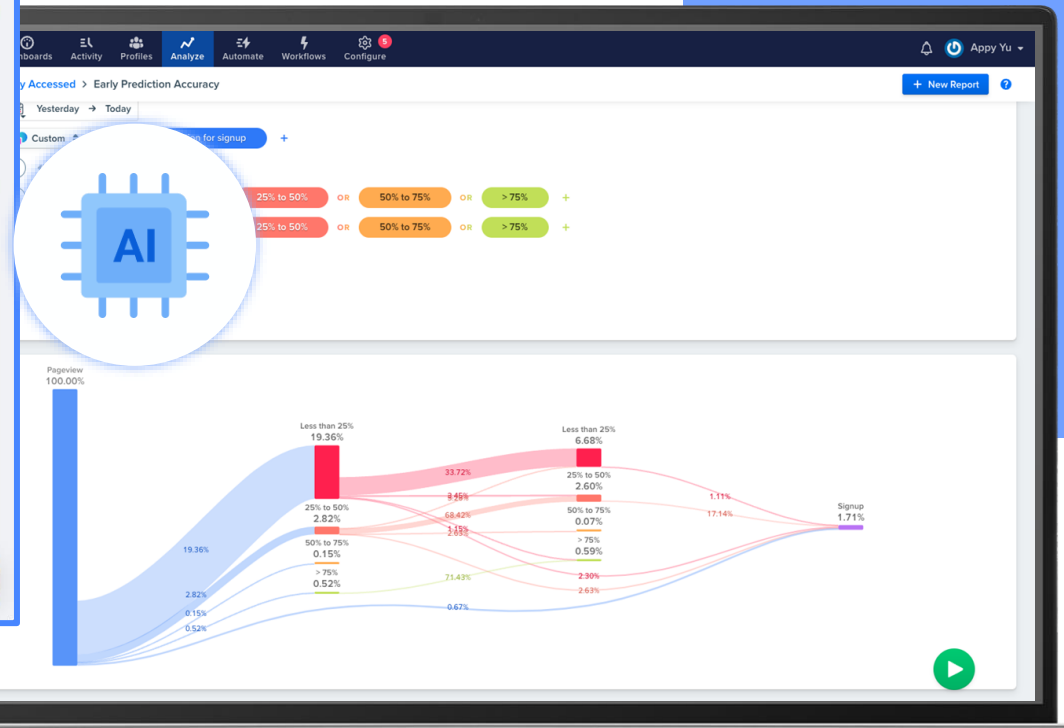 Activity Profiles Analyze Automate Workflows Configure 5 Appy Yu
Accessed > Early Prediction Accuracy + New Report ?
Yesterday → Today
Custom for signup +
25% to 50% OR 50% to 75% OR > 75% +
25% to 50% OR 50% to 75% OR > 75% +
AI
Pageview
100.00%
Less than 25%
19.36%
25% to 50%
2.82%
50% to 75%
0.15%
> 75%
0.52%
19.36%
2.82%
0.15%
0.52%
33.72%
68.42%
2.63%
71.43%
0.67%
Less than 25%
6.68%
25% to 50%
2.60%
50% to 75%
0.07%
> 75%
0.59%
2.30%
2.63%
1.11%
17.14%
Signup
1.71%